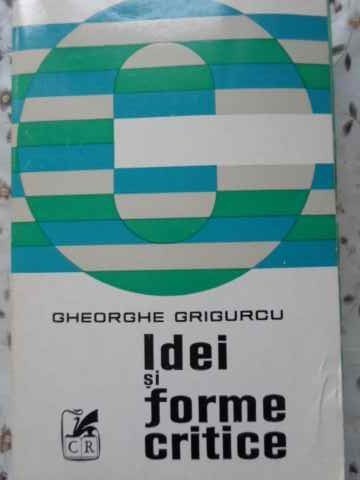 GHEORGHE GRIGURCU
Idei
și
forme
critice
CR